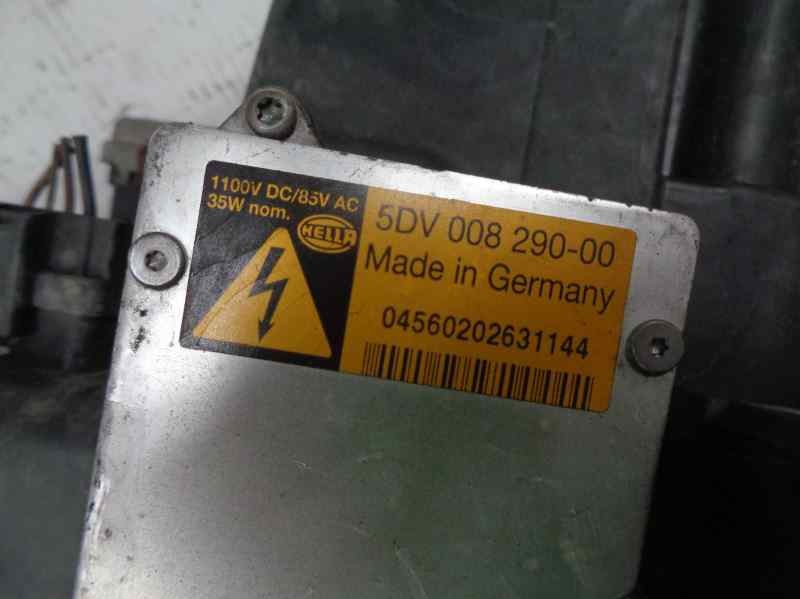 1100V DC/85V AC
35W nom.
HELLA
5DV 008 290-00
Made in Germany
04560202631144